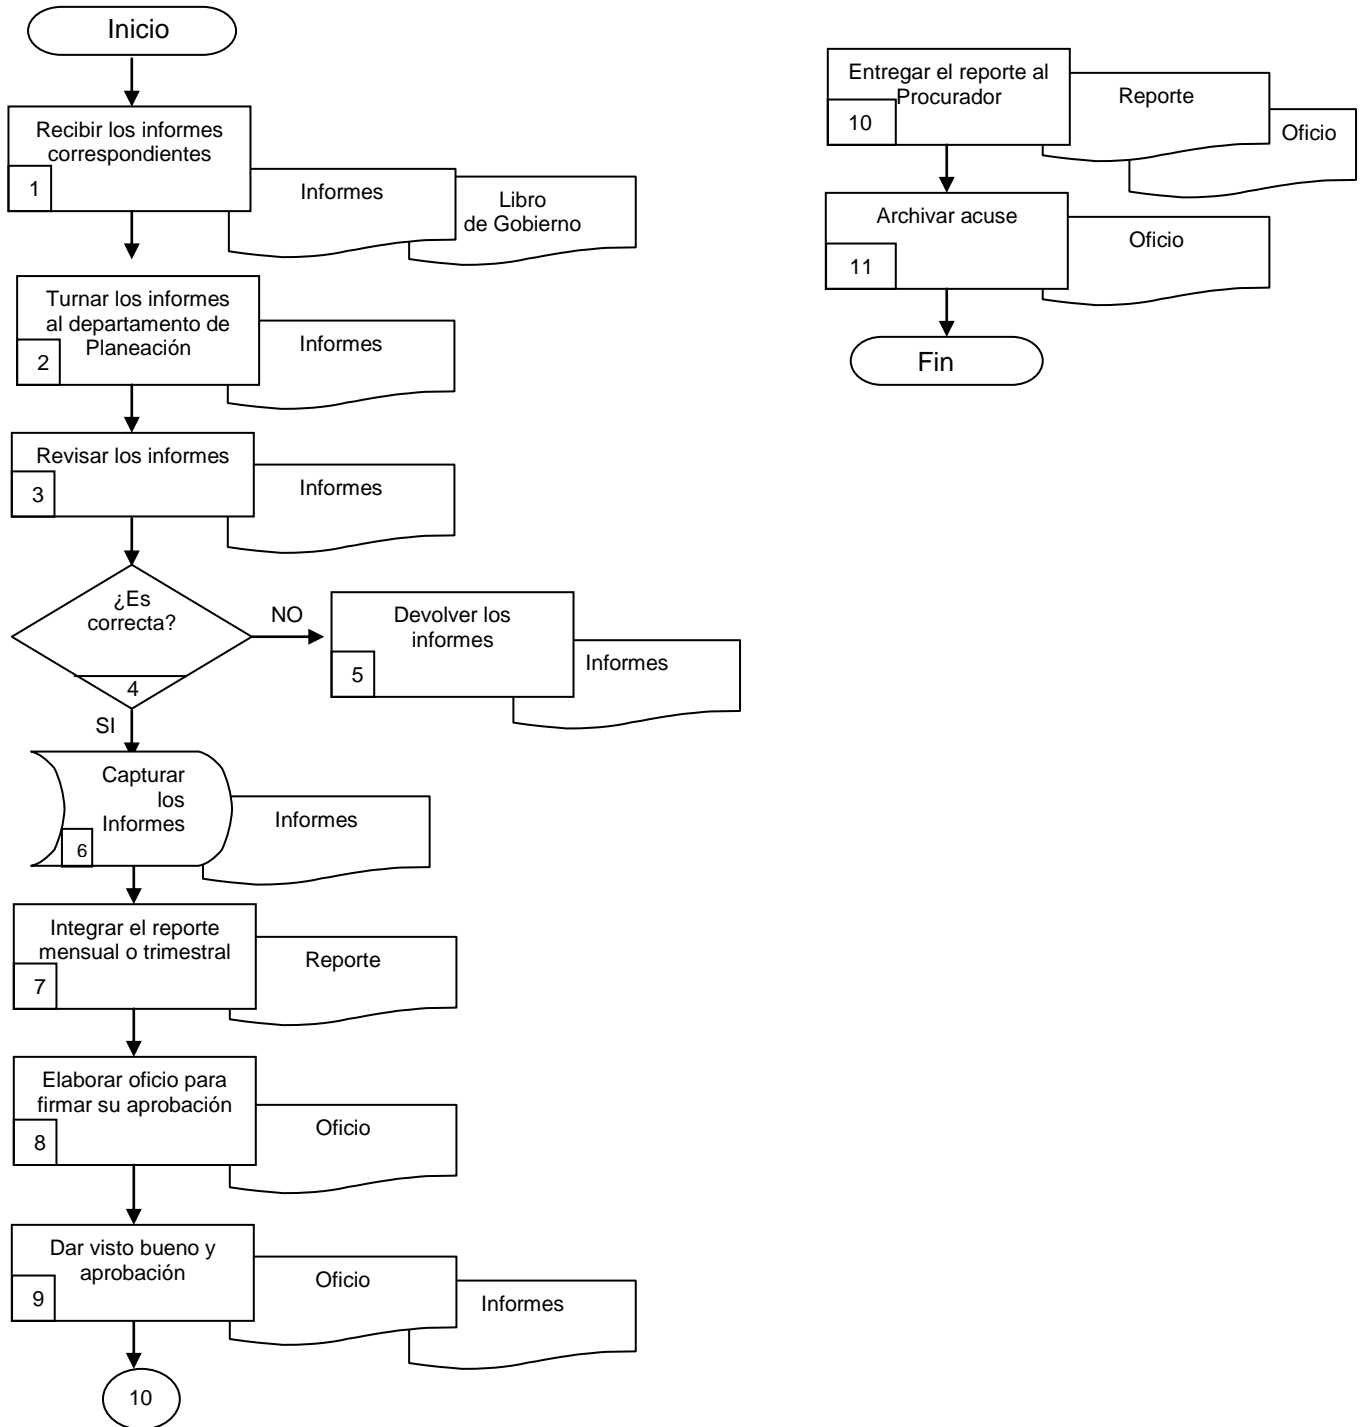 Inicio
Recibir los informes
correspondientes
1
Informes
Libro
de Gobierno
Turnar los informes
al departamento de
Planeación
2
Informes
Revisar los informes
3
Informes
¿Es
correcta?
4
NO
Devolver los
informes
5
Informes
SI
Capturar
los
Informes
6
Informes
Integrar el reporte
mensual o trimestral
7
Reporte
Elaborar oficio para
firmar su aprobación
8
Oficio
Dar visto bueno y
aprobación
9
Oficio
Informes
10
Entregar el reporte al
Procurador
10
Reporte
Oficio
Archivar acuse
11
Oficio
Fin